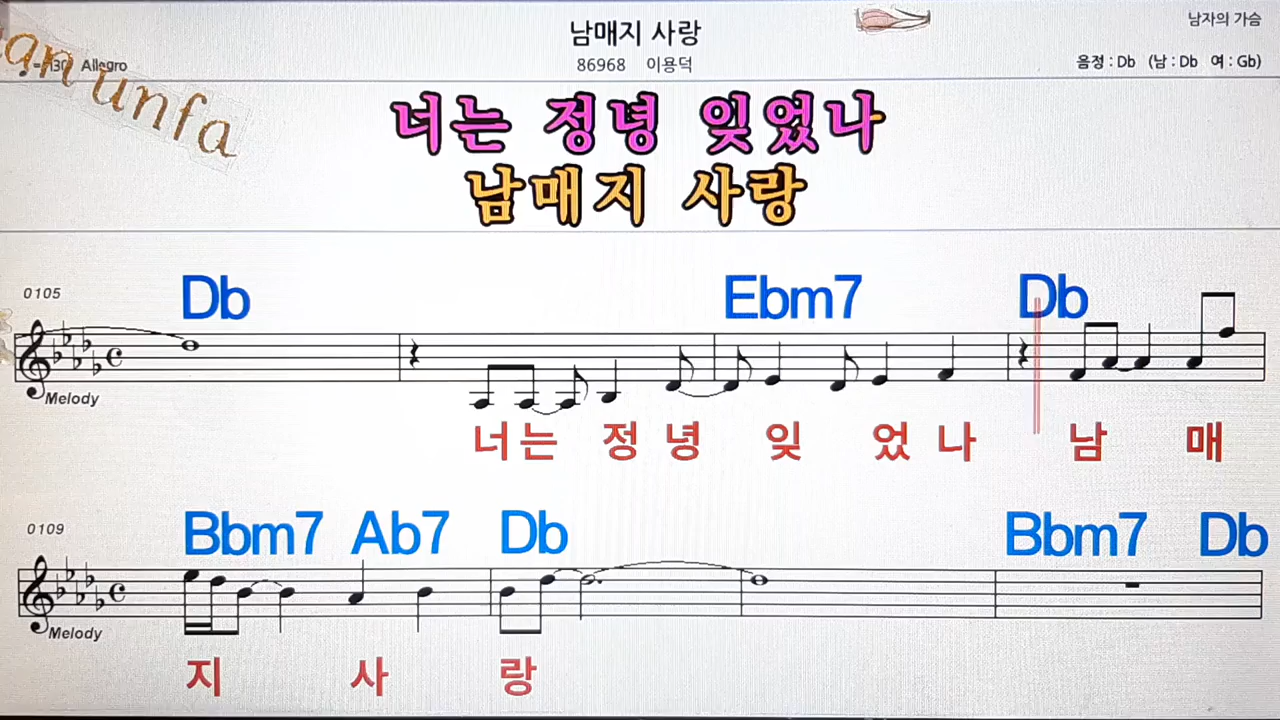 남매지 사랑
남자의 가슴
86968 이용덕
Allegro
음정 : Db (남 : Db 여 : Gb)
unfa
너는 정녕 잊었나
남매지 사랑
0105
Db Ebm7 Db
Melody
너는 정 녕 잊 었 나 남 매
0109
Bbm7 Ab7 Db Bbm7 Db
Melody
지 사 랑